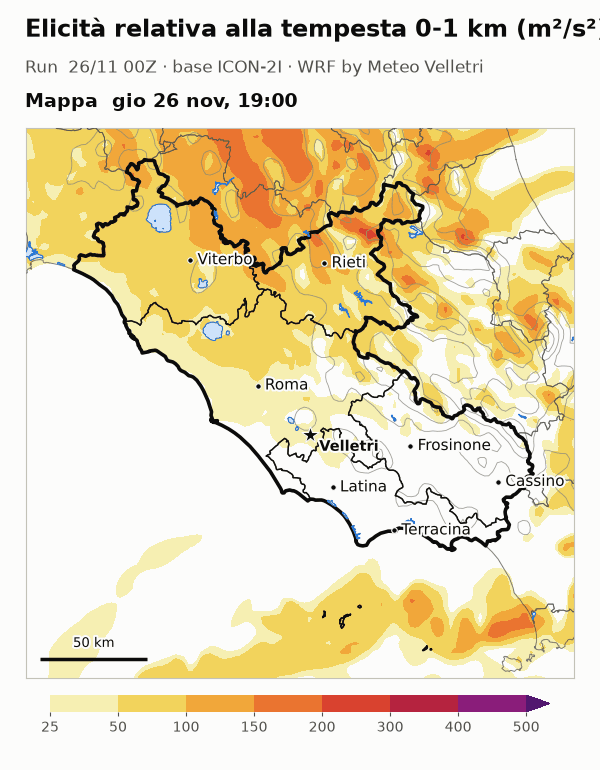 Elicità relativa alla tempesta 0-1 km (m²/s²)
Run 26/11 00Z · base ICON-2I · WRF by Meteo Velletri
Mappa gio 26 nov, 19:00
Viterbo
Rieti
Roma
Velletri
Frosinone
Cassino
Latina
Terracina
50 km
25 50 100 150 200 300 400 500